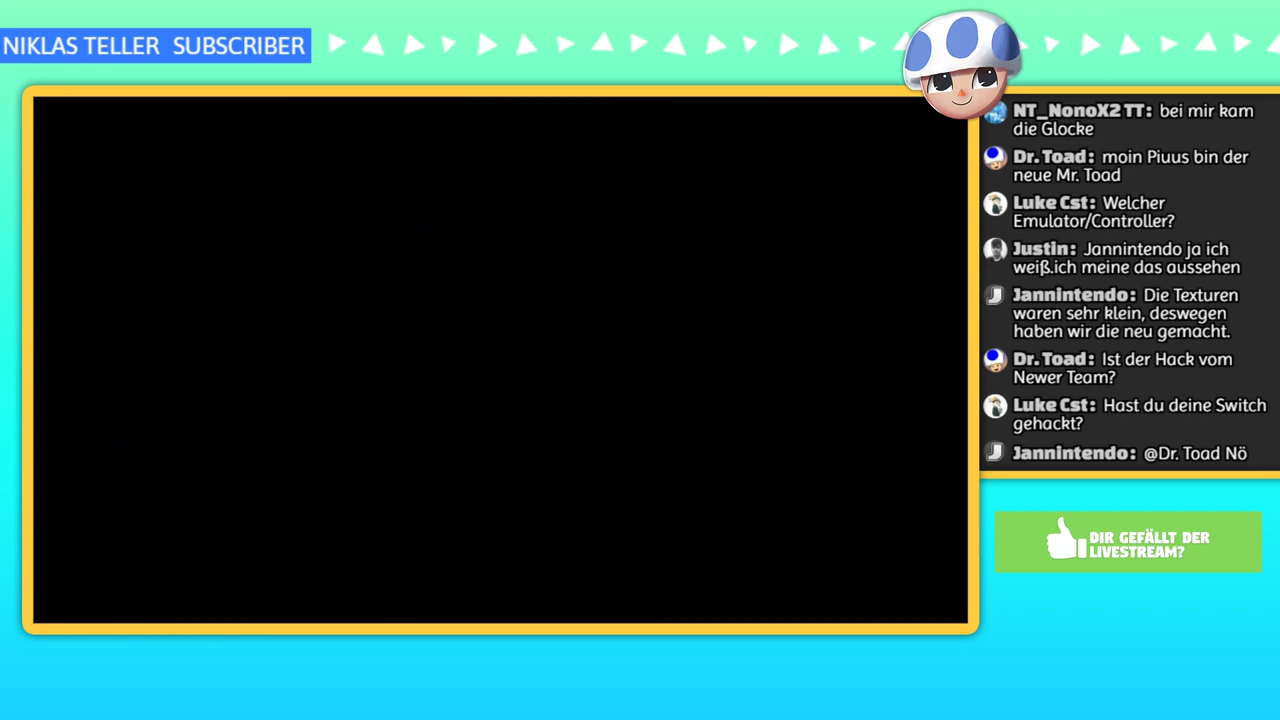 NIKLAS TELLER SUBSCRIBER
NT_NonoX2 TT: bei mir kam
die Glocke
Dr. Toad: moin Piuus bin der
neue Mr. Toad
Luke Cst: Welcher
Emulator/Controller?
Justin: Jannintendo ja ich
weiß.ich meine das aussehen
Jannintendo: Die Texturen
waren sehr klein, deswegen
haben wir die neu gemacht.
Dr. Toad: Ist der Hack vom
Newer Team?
Luke Cst: Hast du deine Switch
gehackt?
Jannintendo: @Dr. Toad Nö
DIR GEFÄLLT DER
LIVESTREAM?